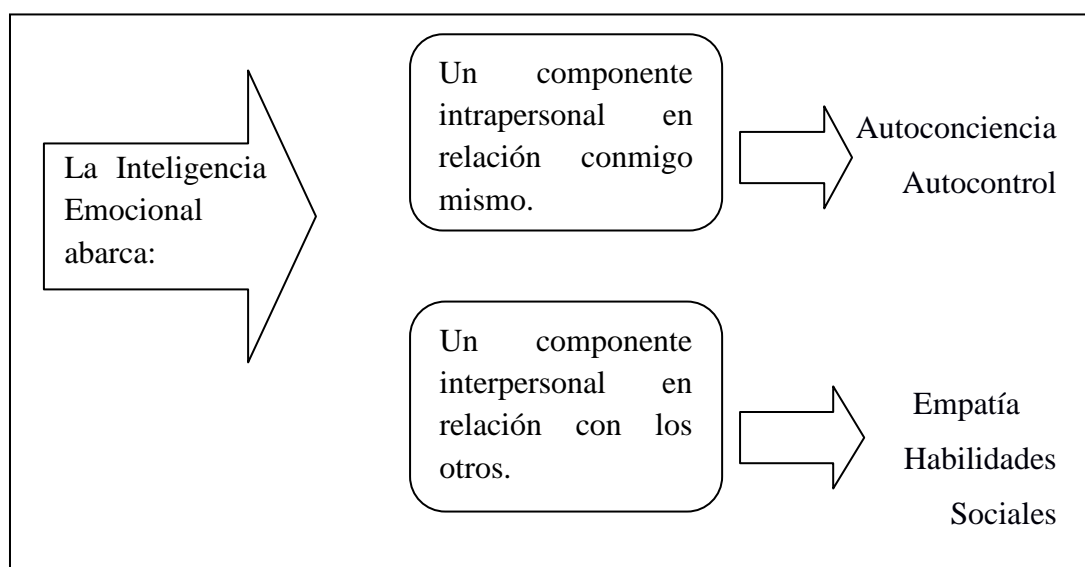 La Inteligencia
Emocional
abarca:
Un componente
intrapersonal en
relación conmigo
mismo.
Autoconciencia
Autocontrol
Un componente
interpersonal en
relación con los
otros.
Empatía
Habilidades
Sociales